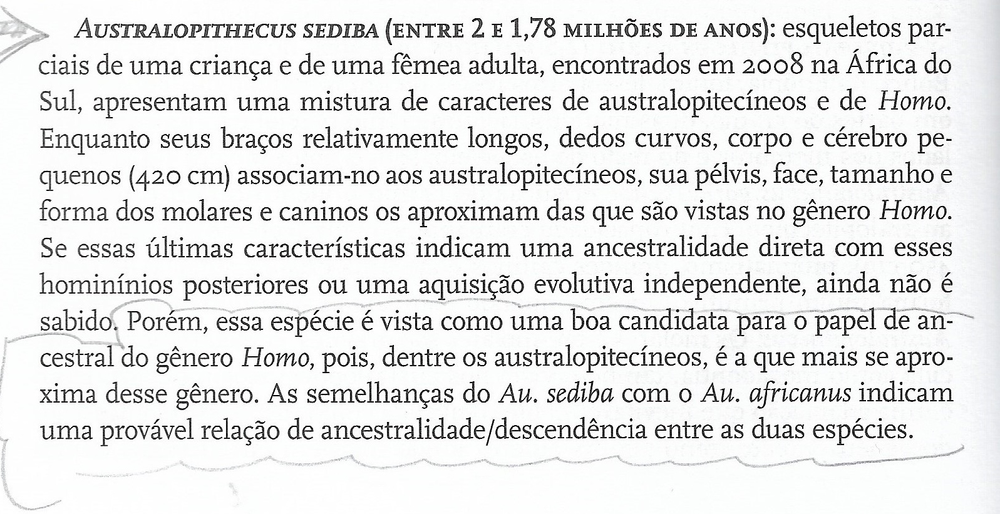 AUSTRALOPITHECUS SEDIBA (ENTRE 2 E 1,78 MILHÕES DE ANOS): esqueletos par-
ciais de uma criança e de uma fêmea adulta, encontrados em 2008 na África do
Sul, apresentam uma mistura de caracteres de australopitecíneos e de Homo.
Enquanto seus braços relativamente longos, dedos curvos, corpo e cérebro pe-
quenos (420 cm) associam-no aos australopitecíneos, sua pélvis, face, tamanho e
forma dos molares e caninos os aproximam das que são vistas no gênero Homo.
Se essas últimas características indicam uma ancestralidade direta com esses
hominínios posteriores ou uma aquisição evolutiva independente, ainda não é
sabido. Porém, essa espécie é vista como uma boa candidata para o papel de an-
cestral do gênero Homo, pois, dentre os australopitecíneos, é a que mais se apro-
xima desse gênero. As semelhanças do Au. sediba com o Au. africanus indicam
uma provável relação de ancestralidade/descendência entre as duas espécies.